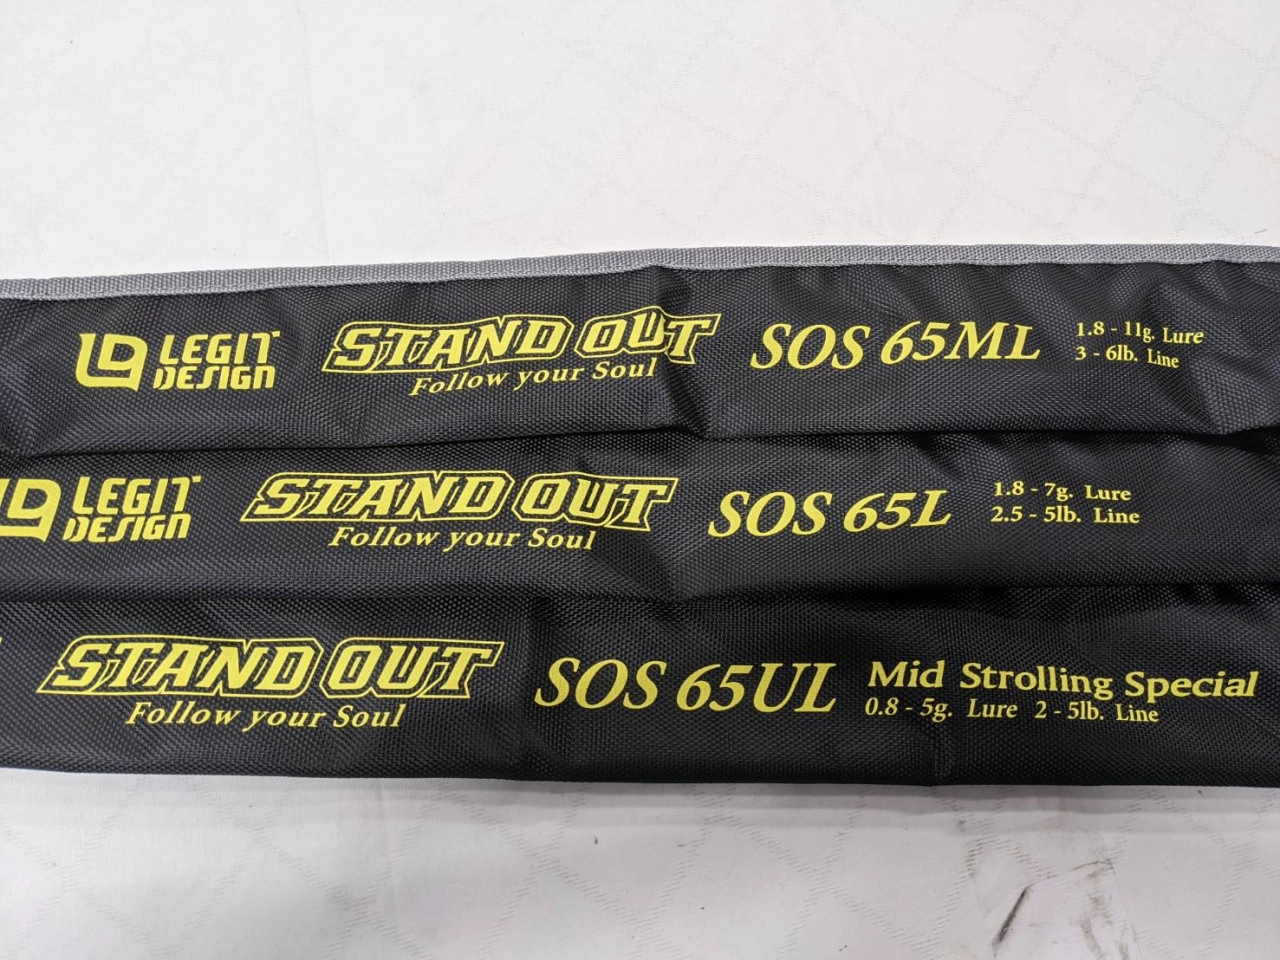 LEGIT DESIGN
STAND OUT
Follow your Soul
SOS 65ML
1.8 - 11g. Lure
3 - 6lb. Line
LEGIT DESIGN
STAND OUT
Follow your Soul
SOS 65L
1.8 - 7g. Lure
2.5 - 5lb. Line
STAND OUT
Follow your Soul
SOS 65UL
Mid Strolling Special
0.8 - 5g. Lure 2 - 5lb. Line